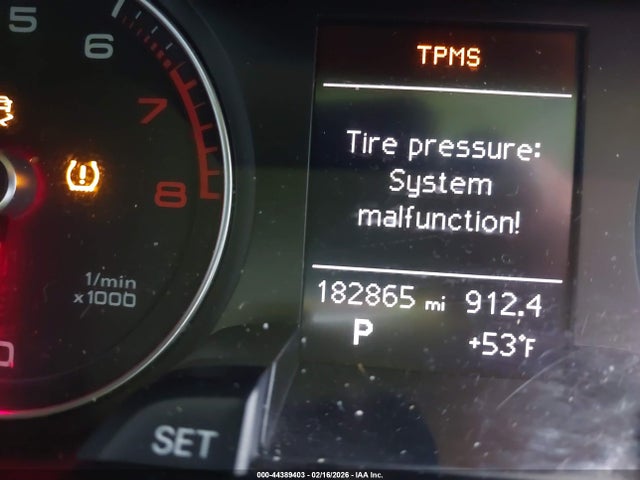 5
6
7
8
1/min
x1000
0
SET
TPMS
Tire pressure:
System
malfunction!
182865 mi 912.4
P +53°F
000-44389403 - 02/16/2026 - IAA Inc.